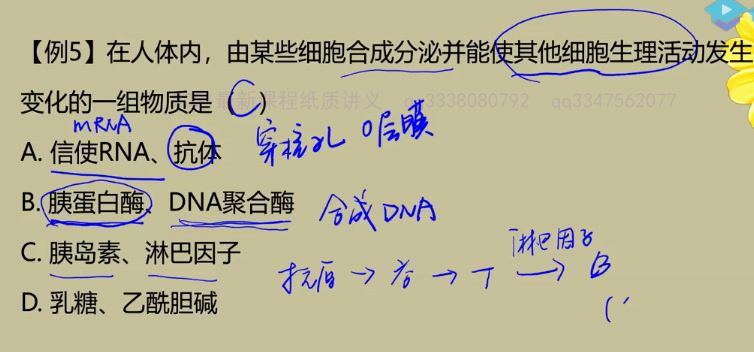 【例5】在人体内，由某些细胞合成分泌并能使其他细胞生理活动发生
变化的一组物质是（C）
最新课程纸质讲义 qq3338080792 qq3347562077
mRNA
A. 信使RNA、抗体
穿核孔 0层膜
B. 胰蛋白酶、DNA聚合酶
合成DNA
C. 胰岛素、淋巴因子
淋巴因子
抗原→吞→T→B
D. 乳糖、乙酰胆碱